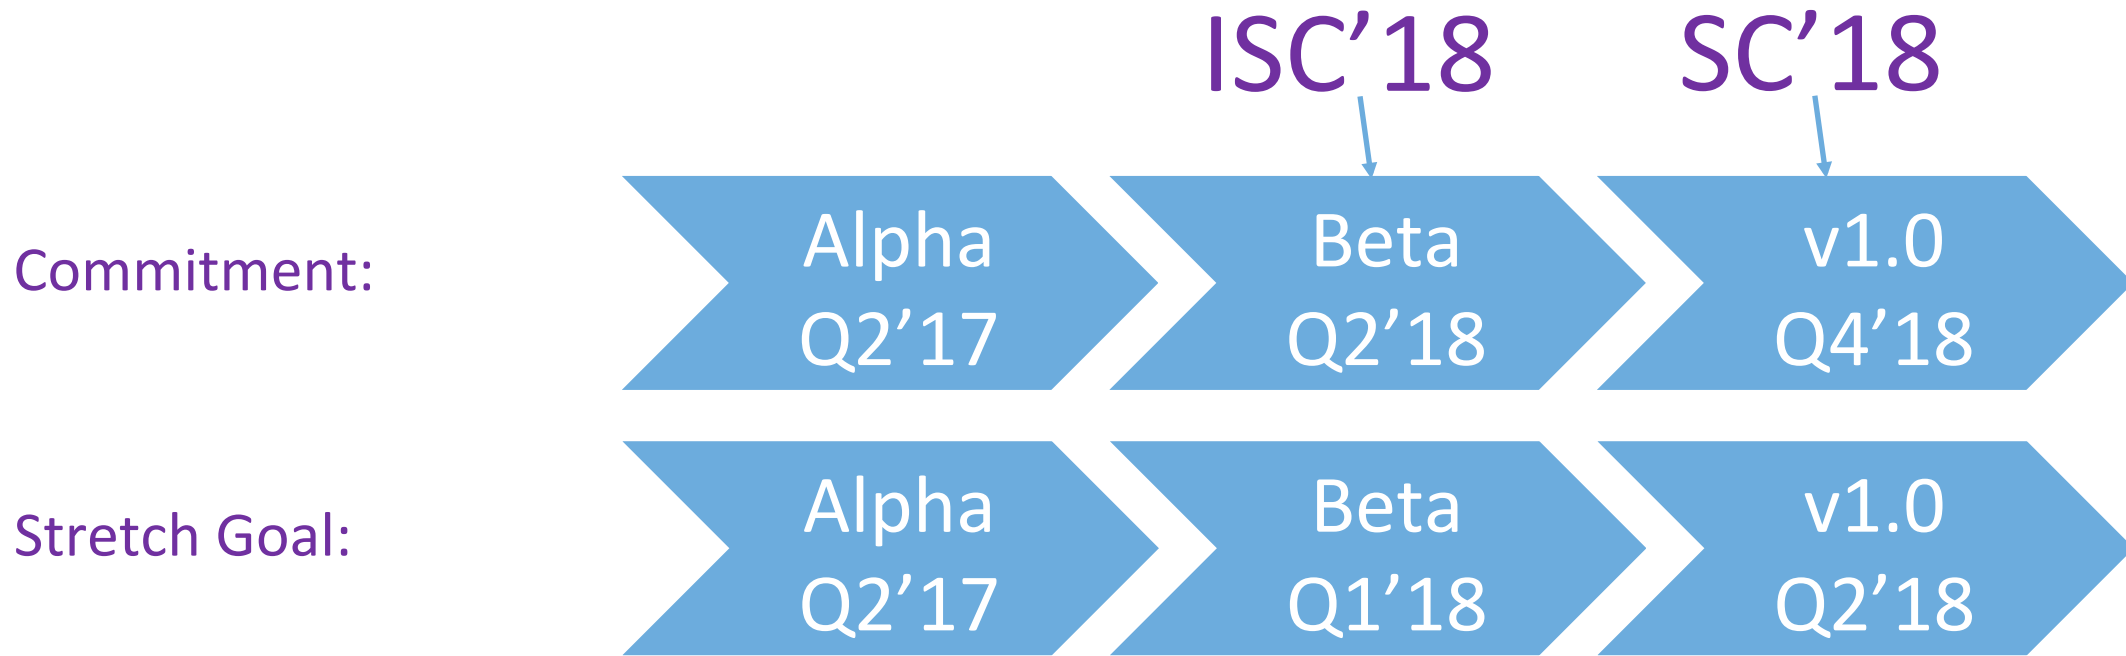 ISC’18
SC’18
Commitment:
Alpha
Q2’17
Beta
Q2’18
v1.0
Q4’18
Stretch Goal:
Alpha
Q2’17
Beta
Q1’18
v1.0
Q2’18